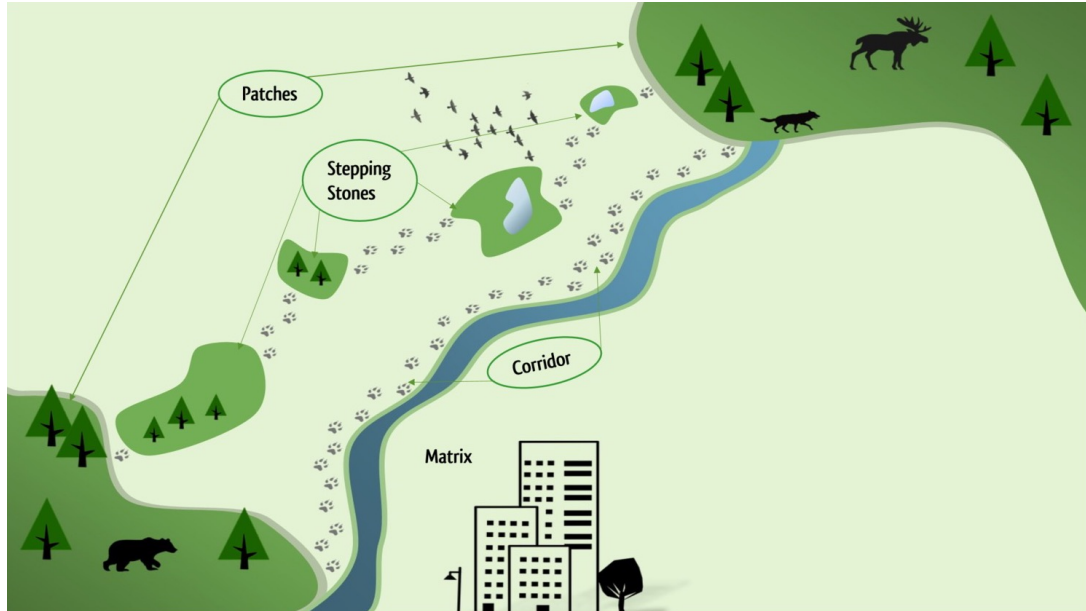 Patches
Stepping
Stones
Corridor
Matrix